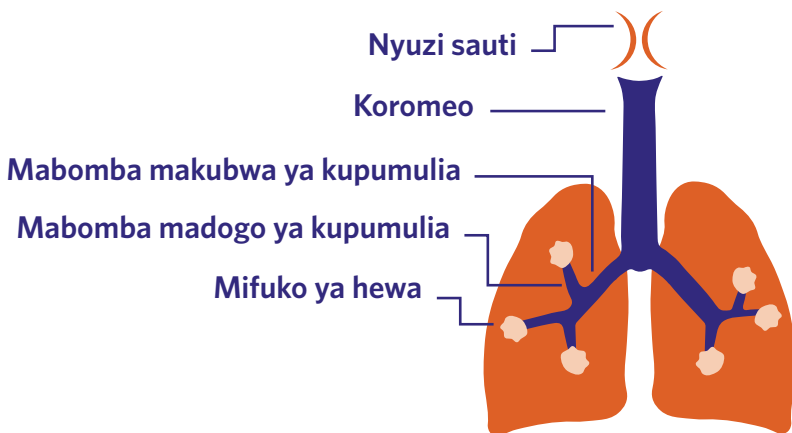 Nyuzi sauti
Koromeo
Mabomba makubwa ya kupumulia
Mabomba madogo ya kupumulia
Mifuko ya hewa